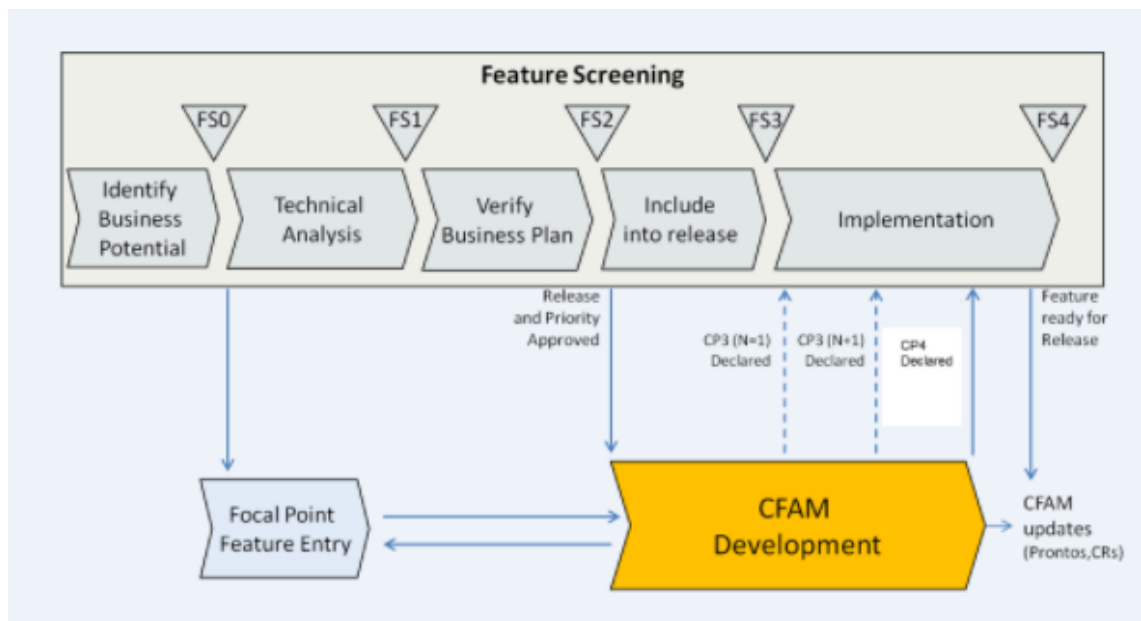 Feature Screening
FS0
FS1
FS2
FS3
FS4
Identify
Business
Potential
Technical
Analysis
Verify
Business Plan
Include
into release
Implementation
Release
and Priority
Approved
CP3 (N=1)
Declared
CP3 (N+1)
Declared
CP4
Declared
Feature
ready for
Release
Focal Point
Feature Entry
CFAM
Development
CFAM
updates
(Prontos,CRs)